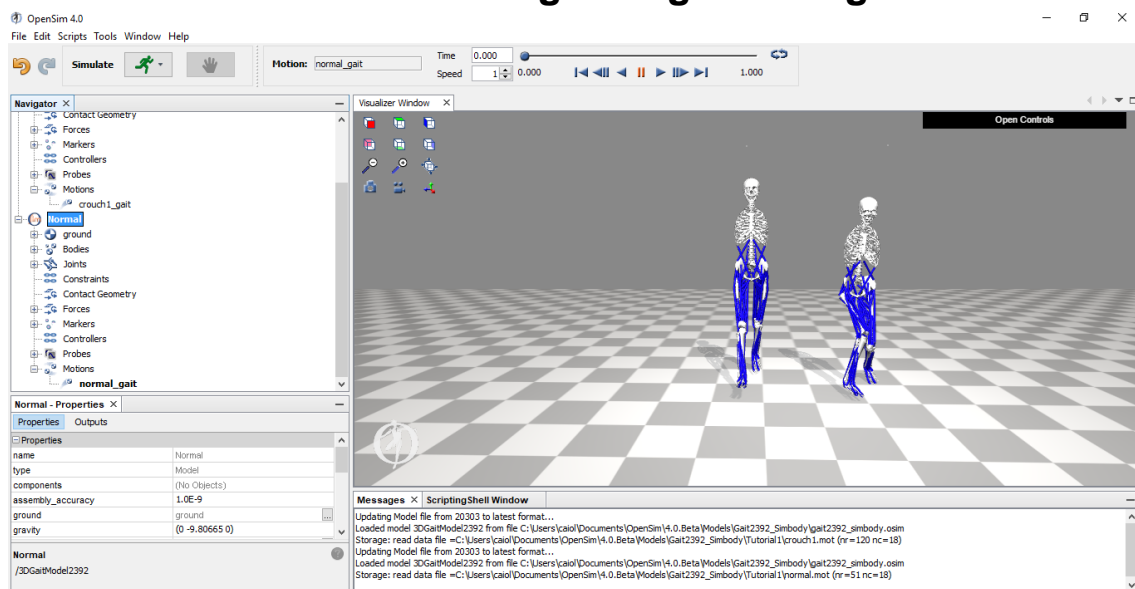 OpenSim 4.0
File Edit Scripts Tools Window Help
Simulate
Motion: normal_gait
Time 0.000
Speed 1 0.000 1.000
Navigator
Contact Geometry
Forces
Markers
Controllers
Probes
Motions
crouch1_gait
Normal
ground
Bodies
Joints
Constraints
Contact Geometry
Forces
Markers
Controllers
Probes
Motions
normal_gait
Normal - Properties
Properties Outputs
Properties
name Normal
type Model
components (No Objects)
assembly_accuracy 1.0E-9
ground ground ...
gravity (0 -9.80665 0)
Normal
/3DGaitModel2392
Visualizer Window
Open Controls
Messages ScriptingShell Window
Updating Model file from 20303 to latest format...
Loaded model 3DGaitModel2392 from file C:\Users\caiol\Documents\OpenSim\4.0.Beta\Models\Gait2392_Simbody\gait2392_simbody.osim
Storage: read data file =C:\Users\caiol\Documents\OpenSim\4.0.Beta\Models\Gait2392_Simbody\Tutorial1\crouch1.mot (nr=120 nc=18)
Updating Model file from 20303 to latest format...
Loaded model 3DGaitModel2392 from file C:\Users\caiol\Documents\OpenSim\4.0.Beta\Models\Gait2392_Simbody\gait2392_simbody.osim
Storage: read data file =C:\Users\caiol\Documents\OpenSim\4.0.Beta\Models\Gait2392_Simbody\Tutorial1\normal.mot (nr=51 nc=18)